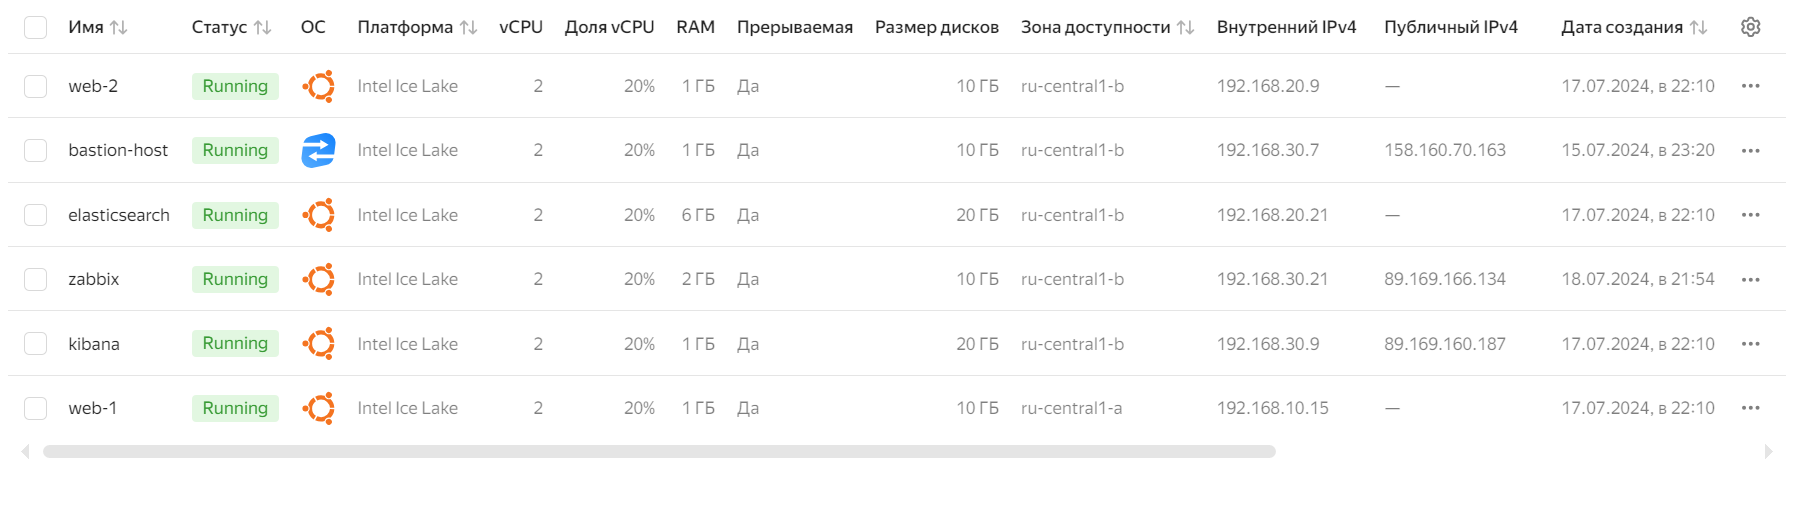 Имя Статус ОС Платформа vCPU Доля vCPU RAM Прерываемая Размер дисков Зона доступности Внутренний IPv4 Публичный IPv4 Дата создания
web-2 Running Intel Ice Lake 2 20% 1 ГБ Да 10 ГБ ru-central1-b 192.168.20.9 — 17.07.2024, в 22:10
bastion-host Running Intel Ice Lake 2 20% 1 ГБ Да 10 ГБ ru-central1-b 192.168.30.7 158.160.70.163 15.07.2024, в 23:20
elasticsearch Running Intel Ice Lake 2 20% 6 ГБ Да 20 ГБ ru-central1-b 192.168.20.21 — 17.07.2024, в 22:10
zabbix Running Intel Ice Lake 2 20% 2 ГБ Да 10 ГБ ru-central1-b 192.168.30.21 89.169.166.134 18.07.2024, в 21:54
kibana Running Intel Ice Lake 2 20% 1 ГБ Да 20 ГБ ru-central1-b 192.168.30.9 89.169.160.187 17.07.2024, в 22:10
web-1 Running Intel Ice Lake 2 20% 1 ГБ Да 10 ГБ ru-central1-a 192.168.10.15 — 17.07.2024, в 22:10